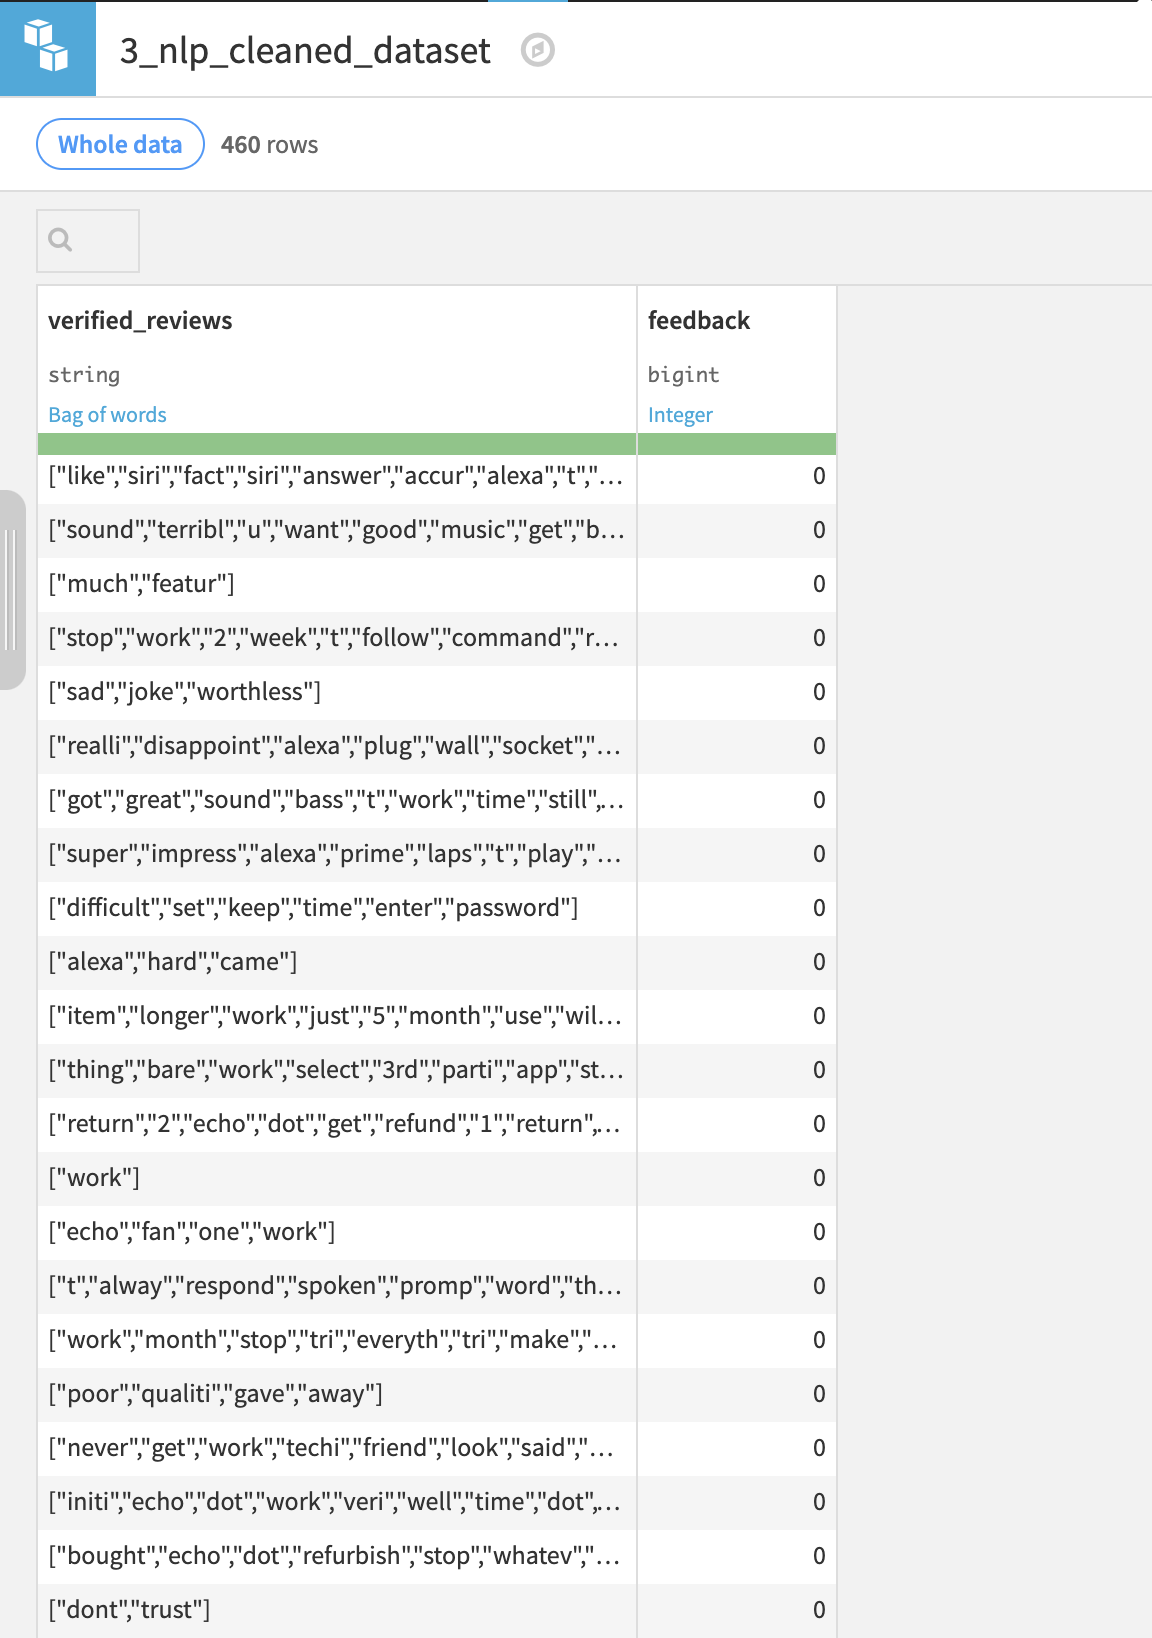 3_nlp_cleaned_dataset
Whole data 460 rows
verified_reviews feedback
string bigint
Bag of words Integer
["like","siri","fact","siri","answer","accur","alexa","t","... 0
["sound","terribl","u","want","good","music","get","b... 0
["much","featur"] 0
["stop","work","2","week","t","follow","command","r... 0
["sad","joke","worthless"] 0
["realli","disappoint","alexa","plug","wall","socket","... 0
["got","great","sound","bass","t","work","time","still",... 0
["super","impress","alexa","prime","laps","t","play","... 0
["difficult","set","keep","time","enter","password"] 0
["alexa","hard","came"] 0
["item","longer","work","just","5","month","use","wil... 0
["thing","bare","work","select","3rd","parti","app","st... 0
["return","2","echo","dot","get","refund","1","return",... 0
["work"] 0
["echo","fan","one","work"] 0
["t","alway","respond","spoken","promp","word","th... 0
["work","month","stop","tri","everyth","tri","make","... 0
["poor","qualiti","gave","away"] 0
["never","get","work","techi","friend","look","said","... 0
["initi","echo","dot","work","veri","well","time","dot",... 0
["bought","echo","dot","refurbish","stop","whatev","... 0
["dont","trust"] 0